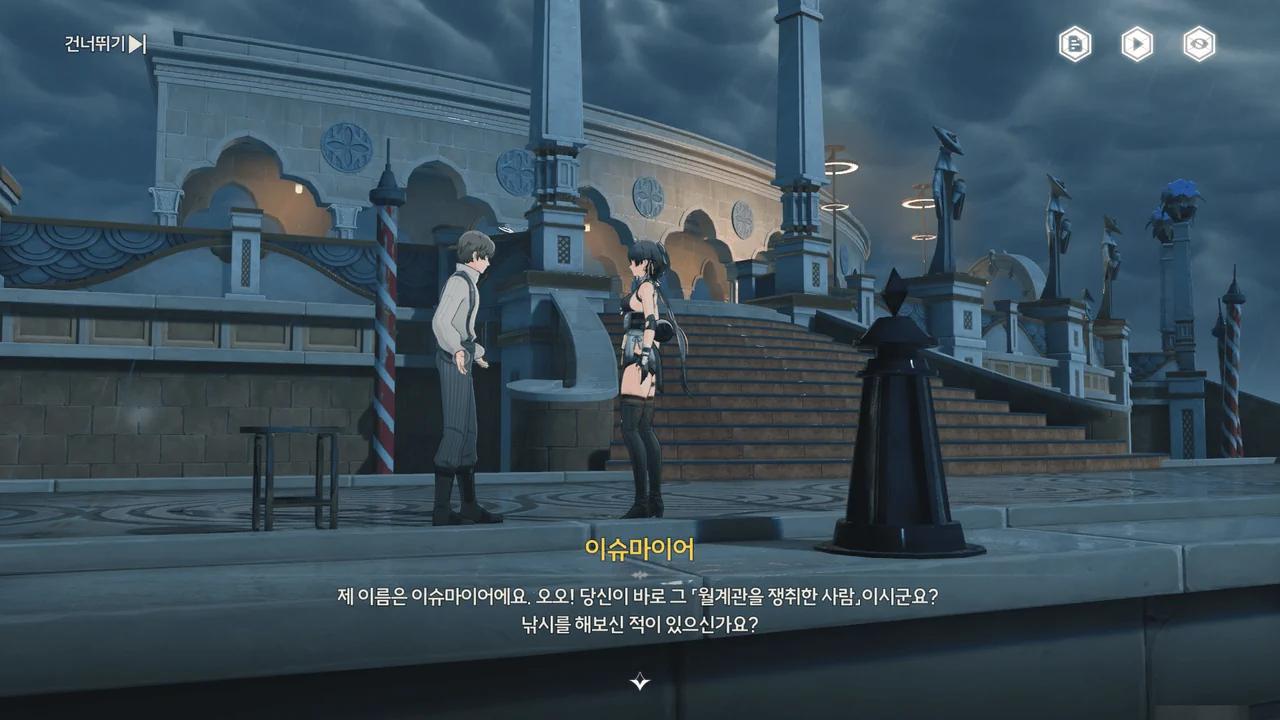 건너뛰기
이슈마이어
제 이름은 이슈마이어에요. 오오! 당신이 바로 그 「월계관을 쟁취한 사람」이시군요?
낚시를 해보신 적이 있으신가요?